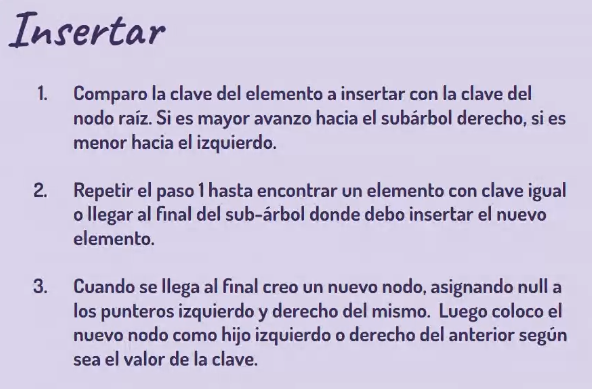 Insertar
1. Comparo la clave del elemento a insertar con la clave del
nodo raíz. Si es mayor avanzo hacia el subárbol derecho, si es
menor hacia el izquierdo.
2. Repetir el paso 1 hasta encontrar un elemento con clave igual
o llegar al final del sub-árbol donde debo insertar el nuevo
elemento.
3. Cuando se llega al final creo un nuevo nodo, asignando null a
los punteros izquierdo y derecho del mismo. Luego coloco el
nuevo nodo como hijo izquierdo o derecho del anterior según
sea el valor de la clave.